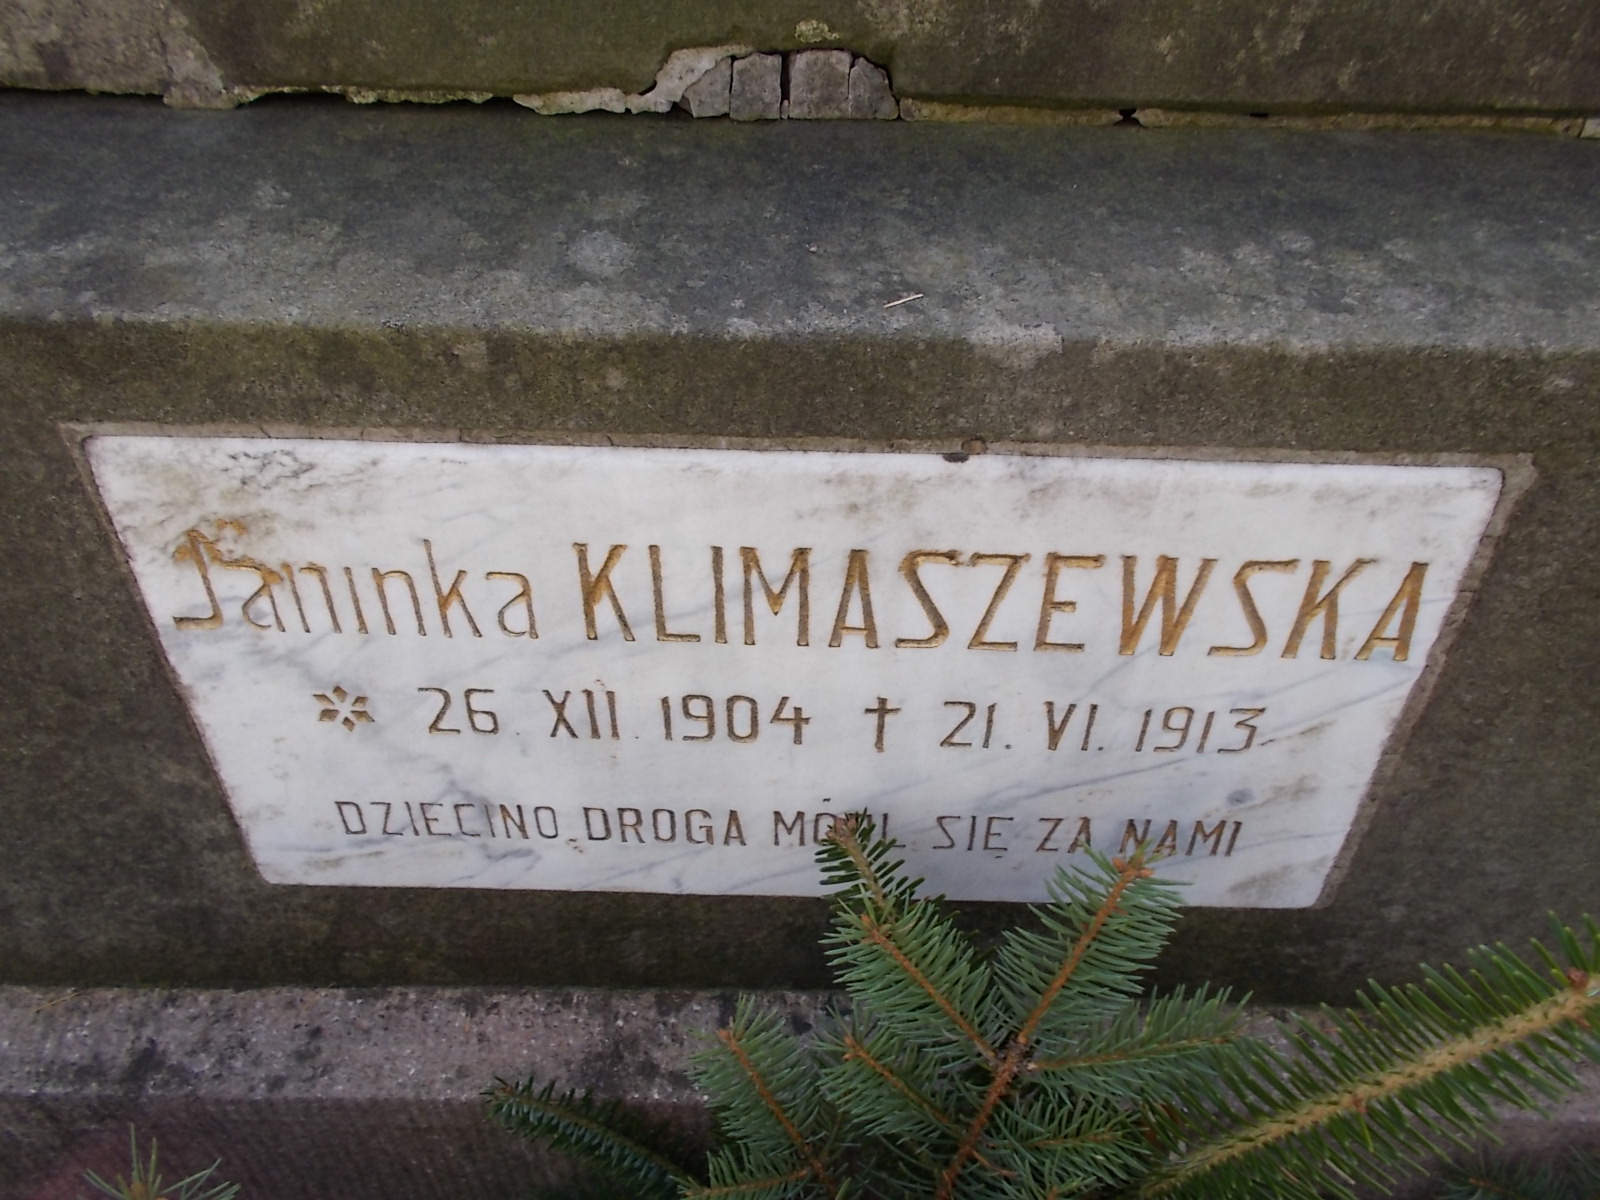 Janinka KLIMASZEWSKA
* 26. XII. 1904 † 21. VI. 1913
DZIECINO DROGA MÓDL SIĘ ZA NAMI